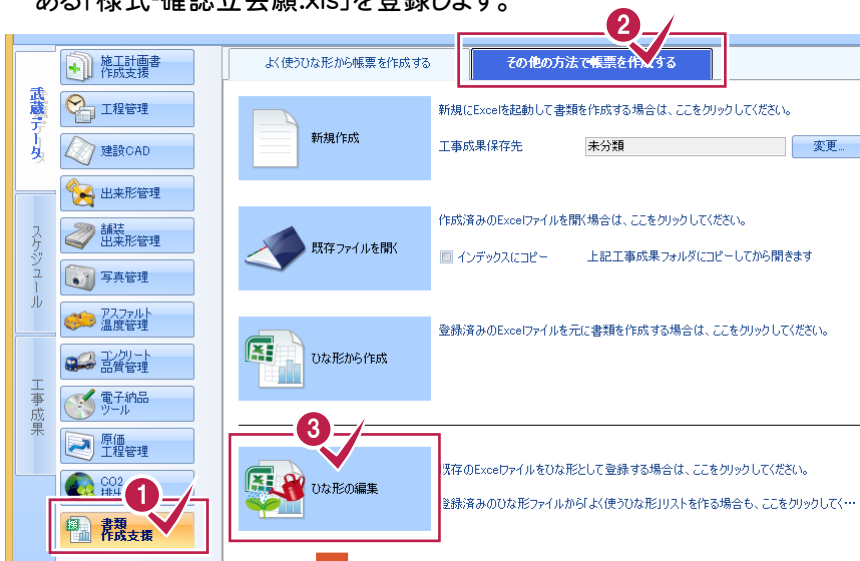 ある「様式-確認立会願.xls」を登録します。
2
よく使うひな形から帳票を作成する
その他の方法で帳票を作成する
武蔵データ
スケジュール
工事成果
施工計画書
作成支援
工程管理
建設CAD
出来形管理
舗装
出来形管理
写真管理
アスファルト
温度管理
コンクリート
品質管理
電子納品
ツール
原価
工程管理
CO2
1
書類
作成支援
新規作成
新規にExcelを起動して書類を作成する場合は、ここをクリックしてください。
工事成果保存先
未分類
変更...
既存ファイルを開く
作成済みのExcelファイルを開く場合は、ここをクリックしてください。
インデックスにコピー
上記工事成果フォルダにコピーしてから開きます
ひな形から作成
登録済みのExcelファイルを元に書類を作成する場合は、ここをクリックしてください。
3
ひな形の編集
既存のExcelファイルをひな形として登録する場合は、ここをクリックしてください。
登録済みのひな形ファイルから「よく使うひな形」リストを作る場合も、ここをクリックしてく…